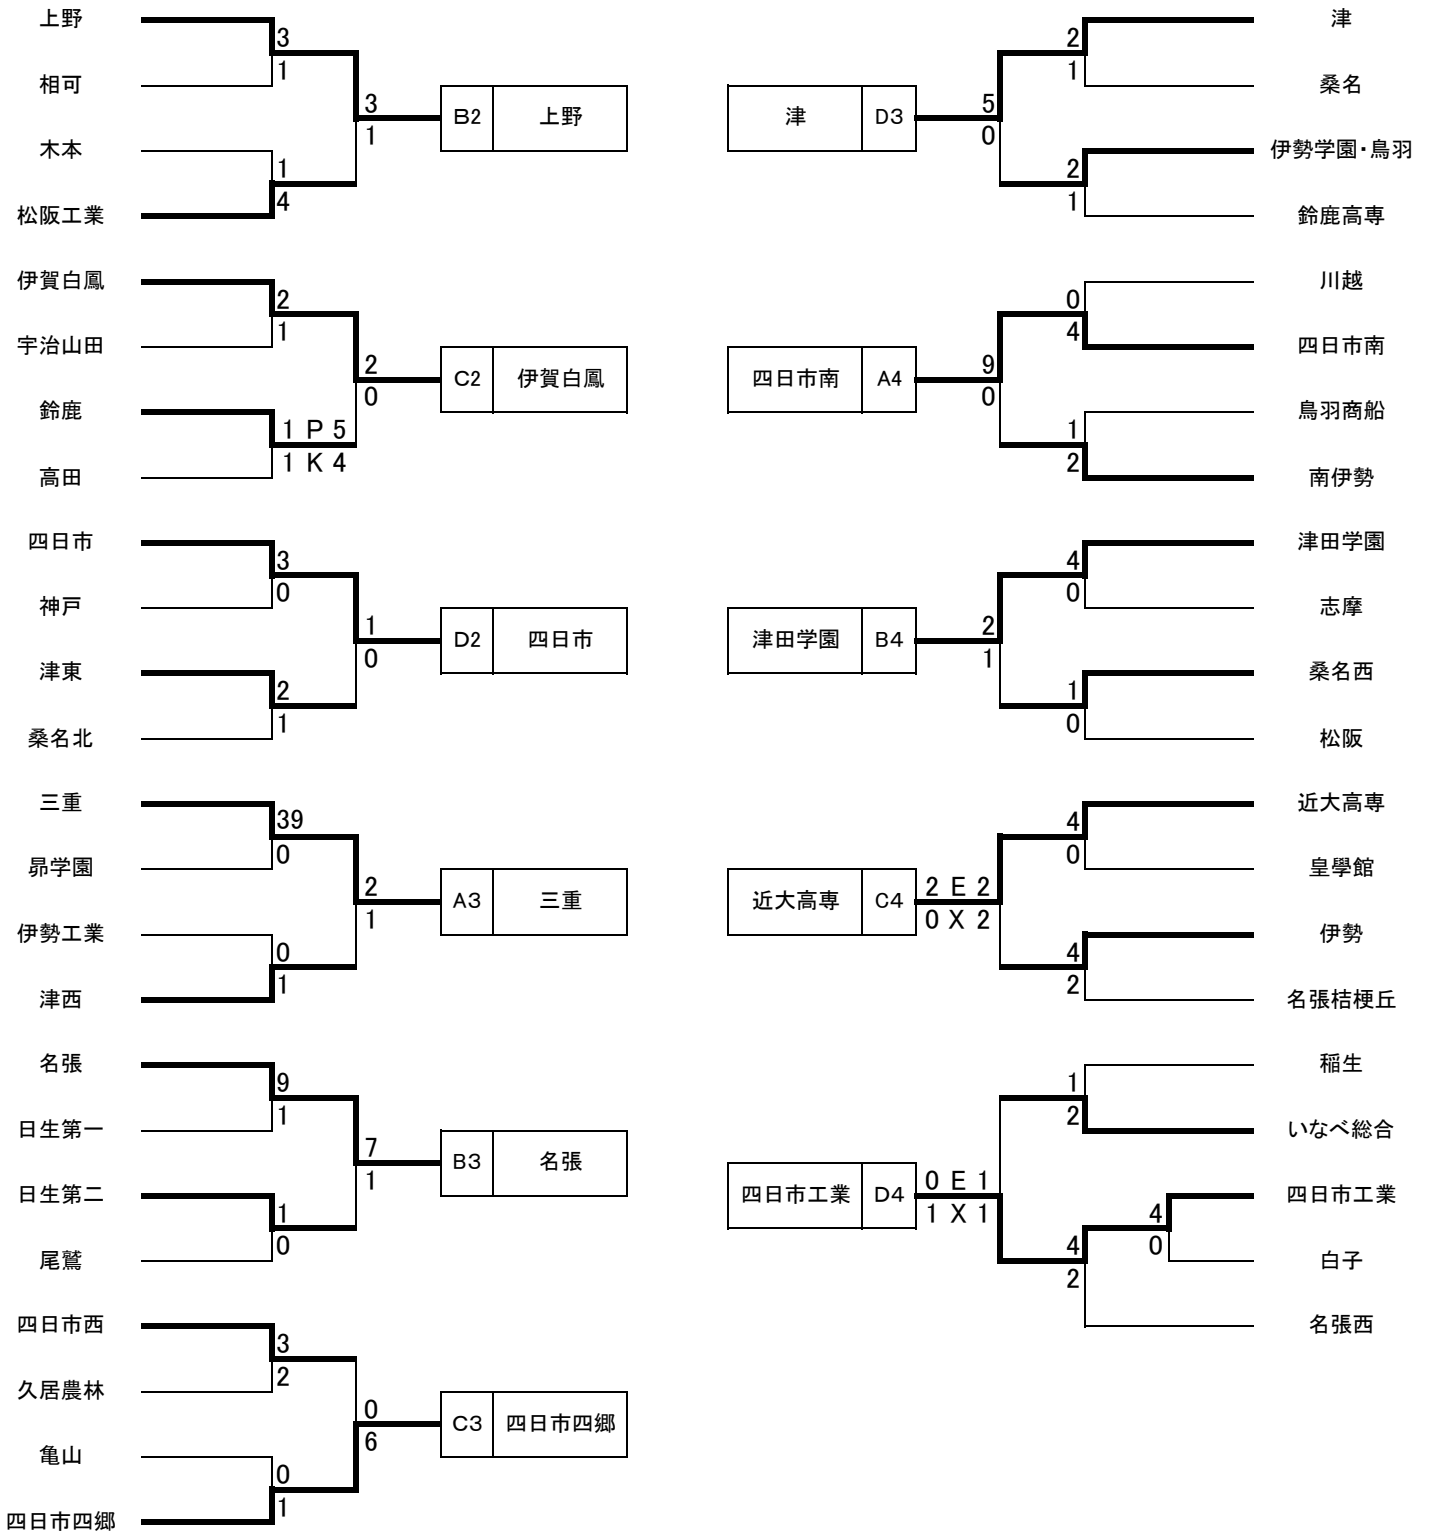 上野
3
1
相可
3
1
B2 上野
木本
1
4
松阪工業
伊賀白鳳
2
1
宇治山田
2
0
C2 伊賀白鳳
鈴鹿
1 P 5
1 K 4
高田
四日市
3
0
神戸
1
0
D2 四日市
津東
2
1
桑名北
三重
39
0
昴学園
2
1
A3 三重
伊勢工業
0
1
津西
名張
9
1
日生第一
7
1
B3 名張
日生第二
1
0
尾鷲
四日市西
3
2
久居農林
0
6
C3 四日市四郷
亀山
0
1
四日市四郷
津
2
1
桑名
津 D3
5
0
伊勢学園・鳥羽
2
1
鈴鹿高専
川越
0
4
四日市南
四日市南 A4
9
0
鳥羽商船
1
2
南伊勢
津田学園
4
0
志摩
津田学園 B4
2
1
桑名西
1
0
松阪
近大高専
4
0
皇學館
近大高専 C4
2 E 2
0 X 2
伊勢
4
2
名張桔梗丘
稲生
1
2
いなべ総合
四日市工業 D4
0 E 1
1 X 1
四日市工業
4
0
白子
4
2
名張西